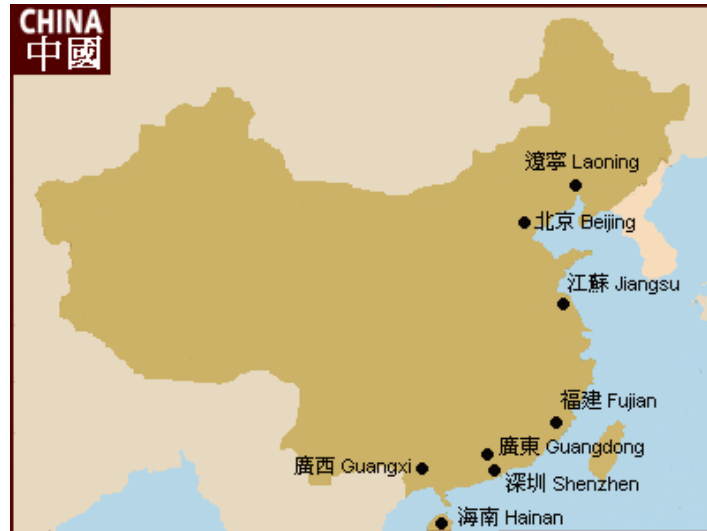 CHINA
中國
遼寧 Laoning
北京 Beijing
江蘇 Jiangsu
福建 Fujian
廣東 Guangdong
廣西 Guangxi
深圳 Shenzhen
海南 Hainan